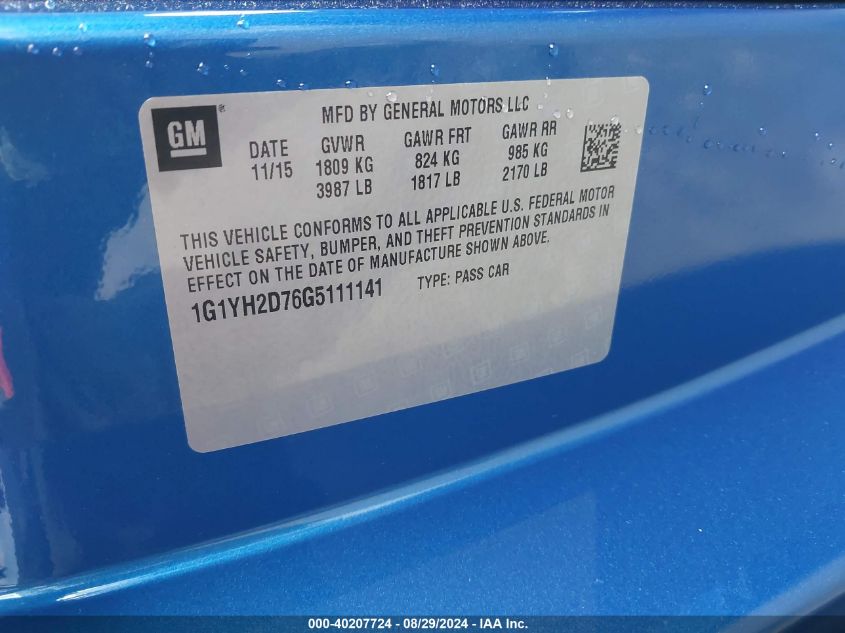 GM®
MFD BY GENERAL MOTORS LLC
DATE GVWR GAWR FRT GAWR RR
11/15 1809 KG 824 KG 985 KG
3987 LB 1817 LB 2170 LB
THIS VEHICLE CONFORMS TO ALL APPLICABLE U.S. FEDERAL MOTOR
VEHICLE SAFETY, BUMPER, AND THEFT PREVENTION STANDARDS IN
EFFECT ON THE DATE OF MANUFACTURE SHOWN ABOVE.
1G1YH2D76G5111141 TYPE: PASS CAR
000-40207724 - 08/29/2024 - IAA Inc.